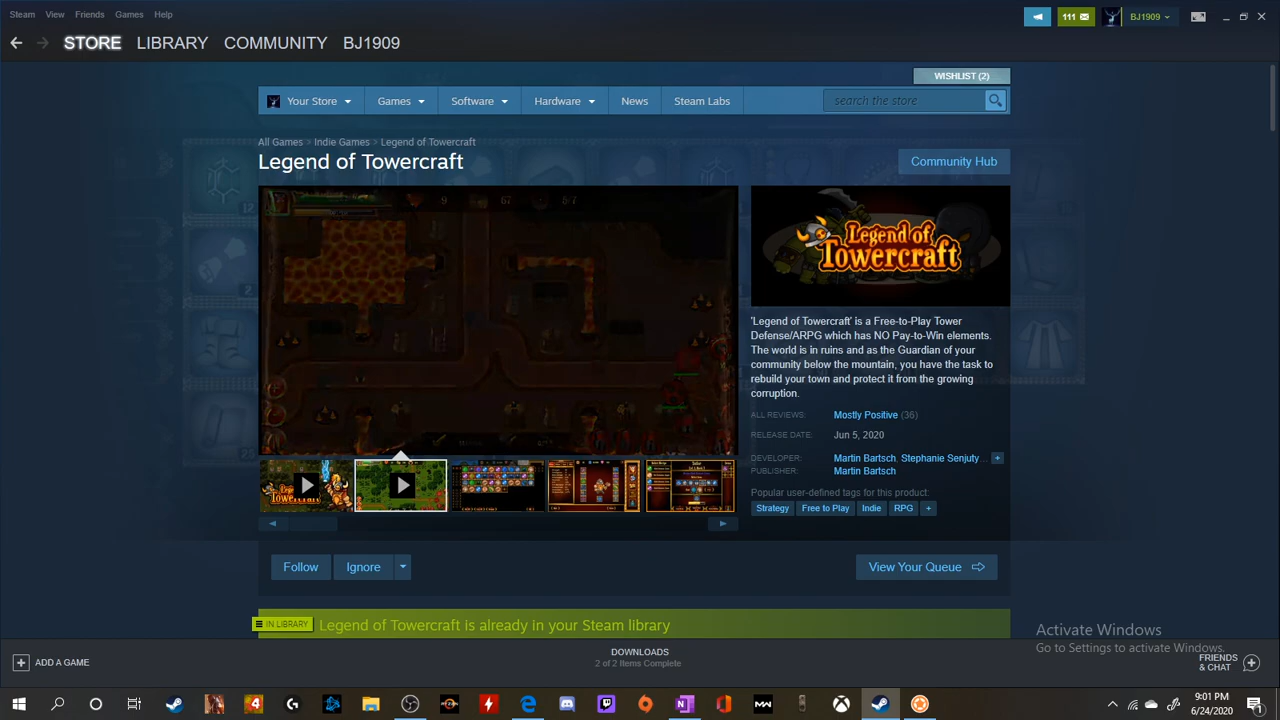 Steam View Friends Games Help
111
BJ1909
STORE LIBRARY COMMUNITY BJ1909
WISHLIST (2)
Your Store Games Software Hardware News Steam Labs
search the store
All Games > Indie Games > Legend of Towercraft
Legend of Towercraft
Community Hub
Legend of
Towercraft
'Legend of Towercraft' is a Free-to-Play Tower
Defense/ARPG which has NO Pay-to-Win elements.
The world is in ruins and as the Guardian of your
community below the mountain, you have the task to
rebuild your town and protect it from the growing
corruption.
ALL REVIEWS: Mostly Positive (36)
RELEASE DATE: Jun 5, 2020
DEVELOPER: Martin Bartsch, Stephanie Senjuty... +
PUBLISHER: Martin Bartsch
Popular user-defined tags for this product:
Strategy Free to Play Indie RPG +
Follow Ignore
View Your Queue
IN LIBRARY
Legend of Towercraft is already in your Steam library
Activate Windows
Go to Settings to activate Windows.
ADD A GAME
DOWNLOADS
2 of 2 Items Complete
FRIENDS
& CHAT
9:01 PM
6/24/2020